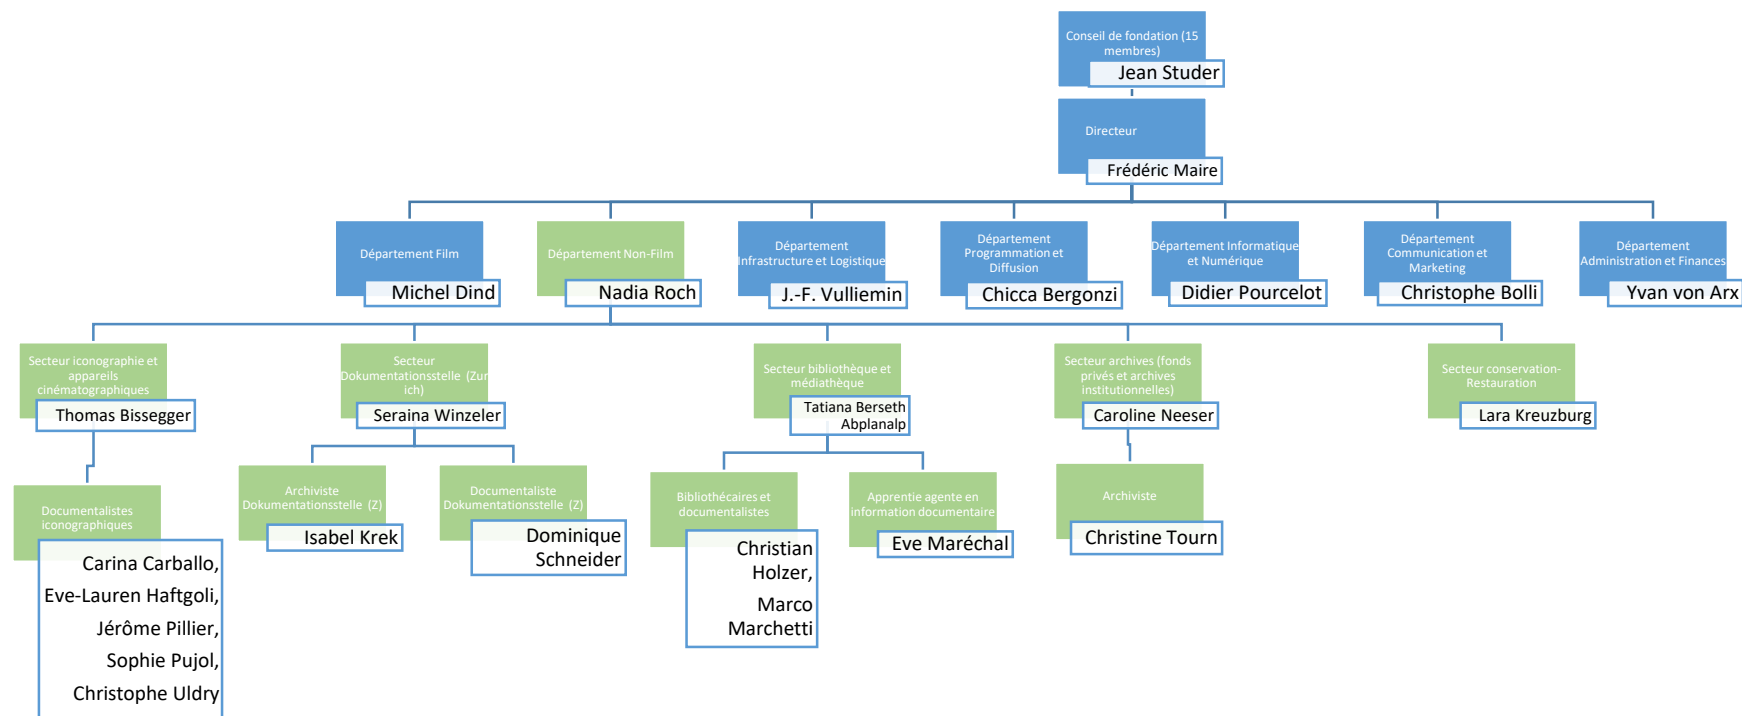 Conseil de fondation (15
membres)
Jean Studer
Directeur
Frédéric Maire
Département Film
Michel Dind
Département Non-Film
Nadia Roch
Département
Infrastructure et Logistique
J.-F. Vulliemin
Département
Programmation et
Diffusion
Chicca Bergonzi
Département Informatique
et Numérique
Didier Pourcelot
Département
Communication et
Marketing
Christophe Bolli
Département
Administration et Finances
Yvan von Arx
Secteur iconographie et
appareils
cinématographiques
Thomas Bissegger
Secteur
Dokumentationsstelle (Zur
ich)
Seraina Winzeler
Secteur bibliothèque et
médiathèque
Tatiana Berseth
Abplanalp
Secteur archives (fonds
privés et archives
institutionnelles)
Caroline Neeser
Secteur conservation-
Restauration
Lara Kreuzburg
Documentalistes
iconographiques
Carina Carballo,
Eve-Lauren Haftgoli,
Jérôme Pillier,
Sophie Pujol,
Christophe Uldry
Archiviste
Dokumentationsstelle (Z)
Isabel Krek
Documentaliste
Dokumentationsstelle (Z)
Dominique
Schneider
Bibliothécaires et
documentalistes
Christian
Holzer,
Marco
Marchetti
Apprentie agente en
information documentaire
Eve Maréchal
Archiviste
Christine Tourn